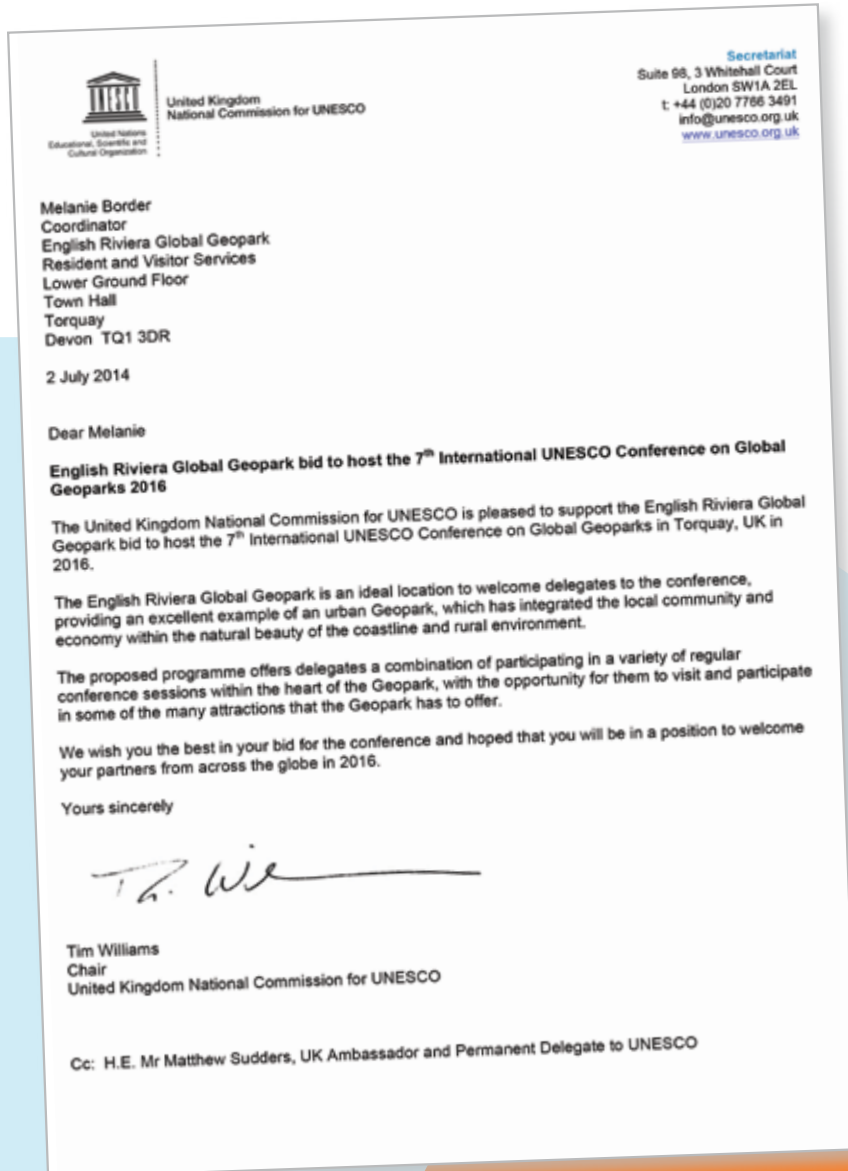 UNESCO
United Nations
Educational, Scientific and
Cultural Organization
United Kingdom
National Commission for UNESCO
Secretariat
Suite 98, 3 Whitehall Court
London SW1A 2EL
t: +44 (0)20 7766 3491
info@unesco.org.uk
www.unesco.org.uk
Melanie Border
Coordinator
English Riviera Global Geopark
Resident and Visitor Services
Lower Ground Floor
Town Hall
Torquay
Devon TQ1 3DR
2 July 2014
Dear Melanie
English Riviera Global Geopark bid to host the 7th International UNESCO Conference on Global
Geoparks 2016
The United Kingdom National Commission for UNESCO is pleased to support the English Riviera Global
Geopark bid to host the 7th International UNESCO Conference on Global Geoparks in Torquay, UK in
2016.
The English Riviera Global Geopark is an ideal location to welcome delegates to the conference,
providing an excellent example of an urban Geopark, which has integrated the local community and
economy within the natural beauty of the coastline and rural environment.
The proposed programme offers delegates a combination of participating in a variety of regular
conference sessions within the heart of the Geopark, with the opportunity for them to visit and participate
in some of the many attractions that the Geopark has to offer.
We wish you the best in your bid for the conference and hoped that you will be in a position to welcome
your partners from across the globe in 2016.
Yours sincerely
Tim Williams
Chair
United Kingdom National Commission for UNESCO
Cc: H.E. Mr Matthew Sudders, UK Ambassador and Permanent Delegate to UNESCO